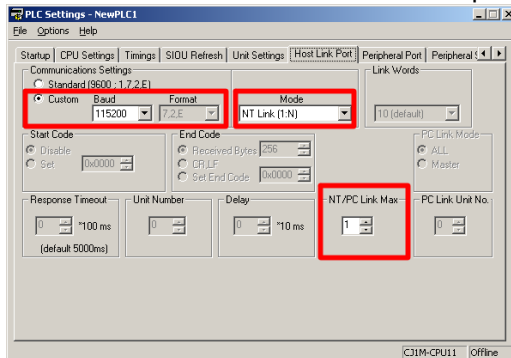 PLC Settings - NewPLC1
File Options Help
Startup CPU Settings Timings SIOU Refresh Unit Settings Host Link Port Peripheral Port Peripheral
Communications Settings Link Words
Standard (9600 ; 1,7,2,E)
Custom Baud Format Mode
115200 7,2,E NT Link (1:N) 10 (default)
Start Code End Code PC Link Mode
Disable Received Bytes 256 ALL
Set 0x0000 CR,LF Master
Set End Code 0x0000
Response Timeout Unit Number Delay NT/PC Link Max PC Link Unit No.
0 *100 ms 0 0 *10 ms 1 0
(default 5000ms)
CJ1M-CPU11 Offline